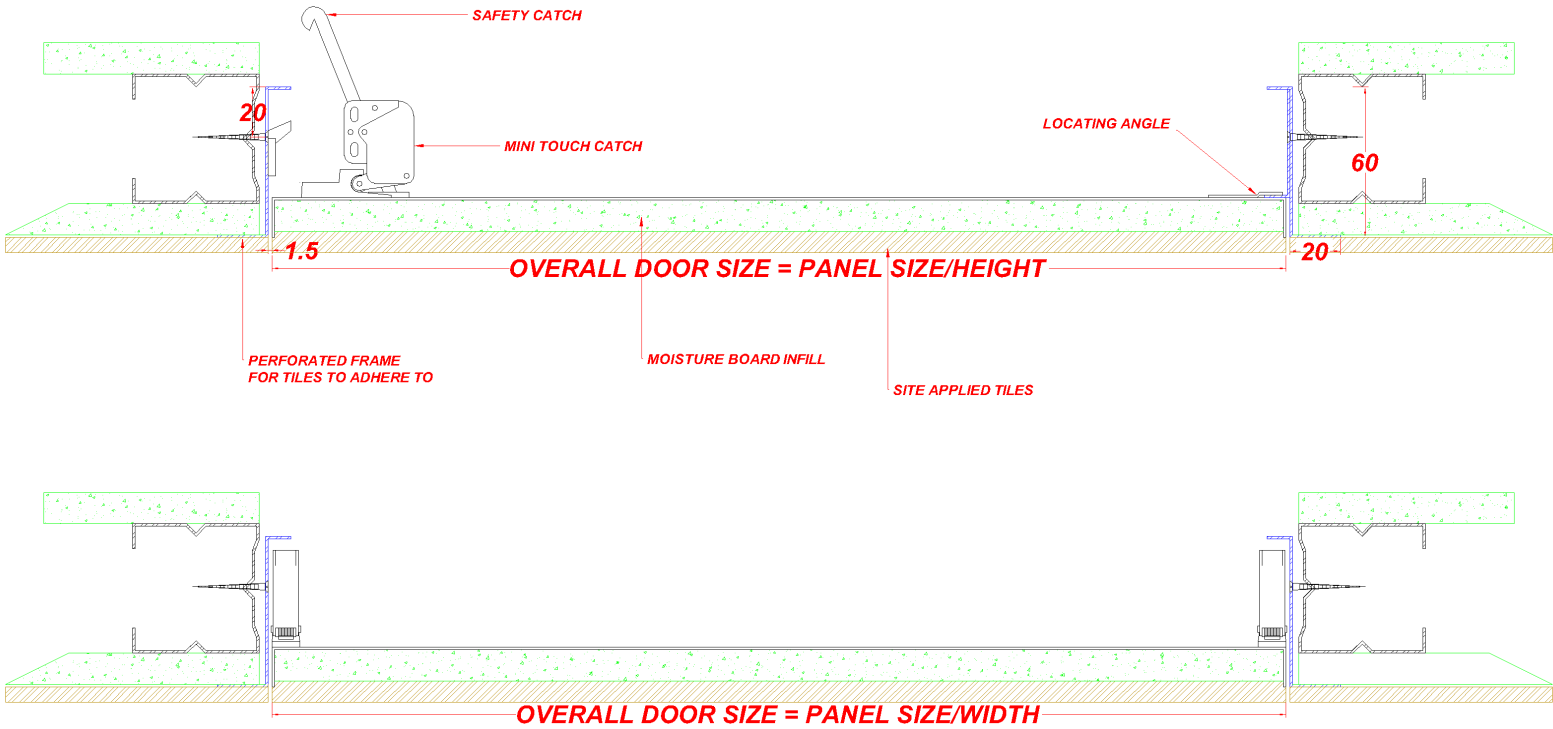 SAFETY CATCH
20
MINI TOUCH CATCH
LOCATING ANGLE
60
1.5
20
OVERALL DOOR SIZE = PANEL SIZE/HEIGHT
PERFORATED FRAME
FOR TILES TO ADHERE TO
MOISTURE BOARD INFILL
SITE APPLIED TILES
OVERALL DOOR SIZE = PANEL SIZE/WIDTH